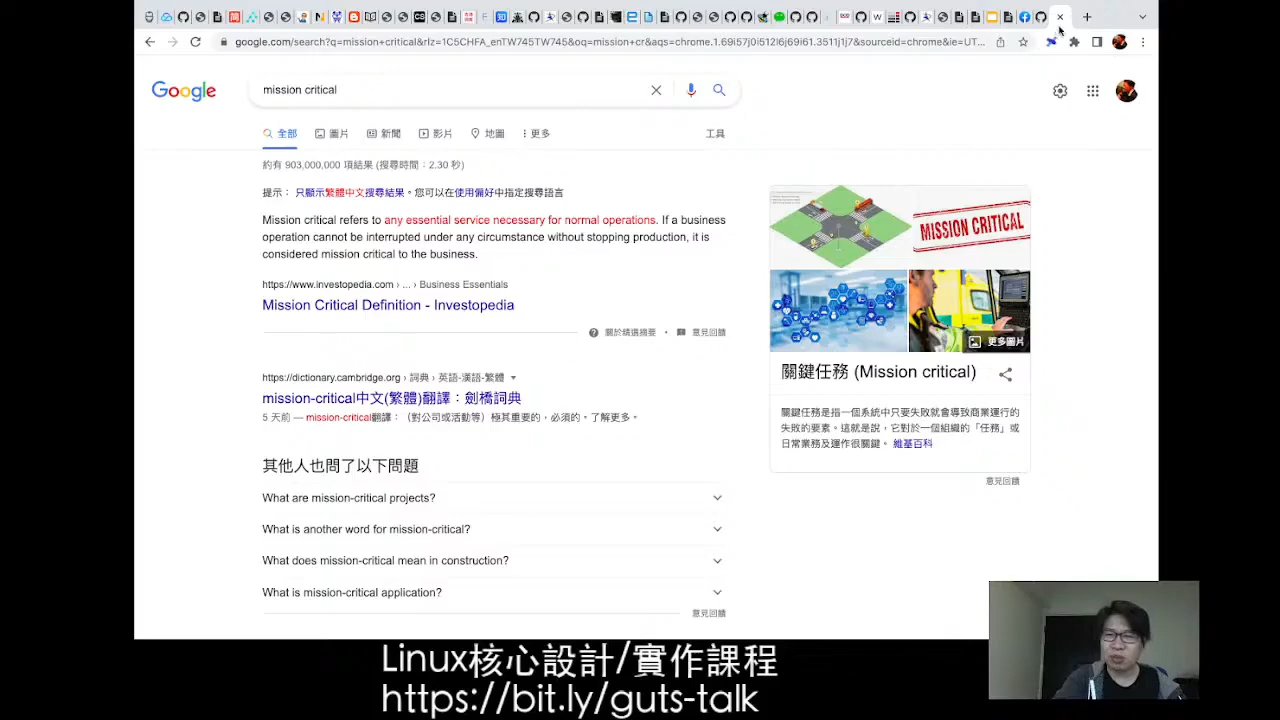 google.com/search?q=mission+critical&rlz=1C5CHFA_enTW745TW745&oq=mission+cr&aqs=chrome.1.69i57j0i512l6j69i61.3511j1j7&sourceid=chrome&ie=UT...
Google
mission critical
全部 圖片 新聞 影片 地圖 更多 工具
約有 903,000,000 項結果 (搜尋時間：2.30 秒)
提示： 只顯示繁體中文搜尋結果。您可以在使用偏好中指定搜尋語言
Mission critical refers to any essential service necessary for normal operations. If a business
operation cannot be interrupted under any circumstance without stopping production, it is
considered mission critical to the business.
https://www.investopedia.com › ... › Business Essentials
Mission Critical Definition - Investopedia
關於精選摘要 • 意見回饋
https://dictionary.cambridge.org › 詞典 › 英語-漢語-繁體
mission-critical中文(繁體)翻譯：劍橋詞典
5 天前 — mission-critical翻譯：（對公司或活動等）極其重要的，必須的。了解更多。
其他人也問了以下問題
What are mission-critical projects?
What is another word for mission-critical?
What does mission-critical mean in construction?
What is mission-critical application?
意見回饋
MISSION CRITICAL
更多圖片
關鍵任務 (Mission critical)
關鍵任務是指一個系統中只要失敗就會導致商業運行的
失敗的要素。這就是說，它對於一個組織的「任務」或
日常業務及運作很關鍵。 維基百科
意見回饋
Linux核心設計/實作課程
https://bit.ly/guts-talk